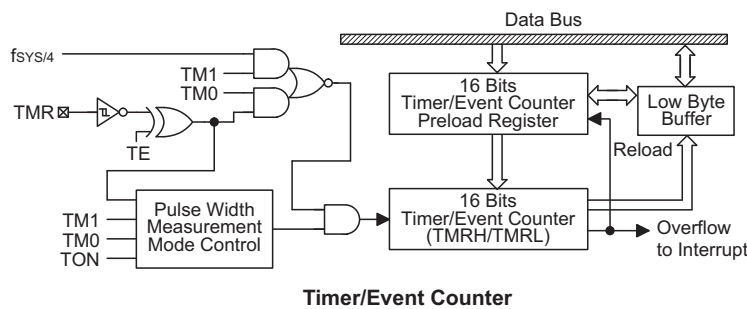 Data Bus
fSYS/4
TM1
TM0
TMR
TE
16 Bits
Timer/Event Counter
Preload Register
Low Byte
Buffer
Reload
TM1
TM0
TON
Pulse Width
Measurement
Mode Control
16 Bits
Timer/Event Counter
(TMRH/TMRL)
Overflow
to Interrupt
Timer/Event Counter